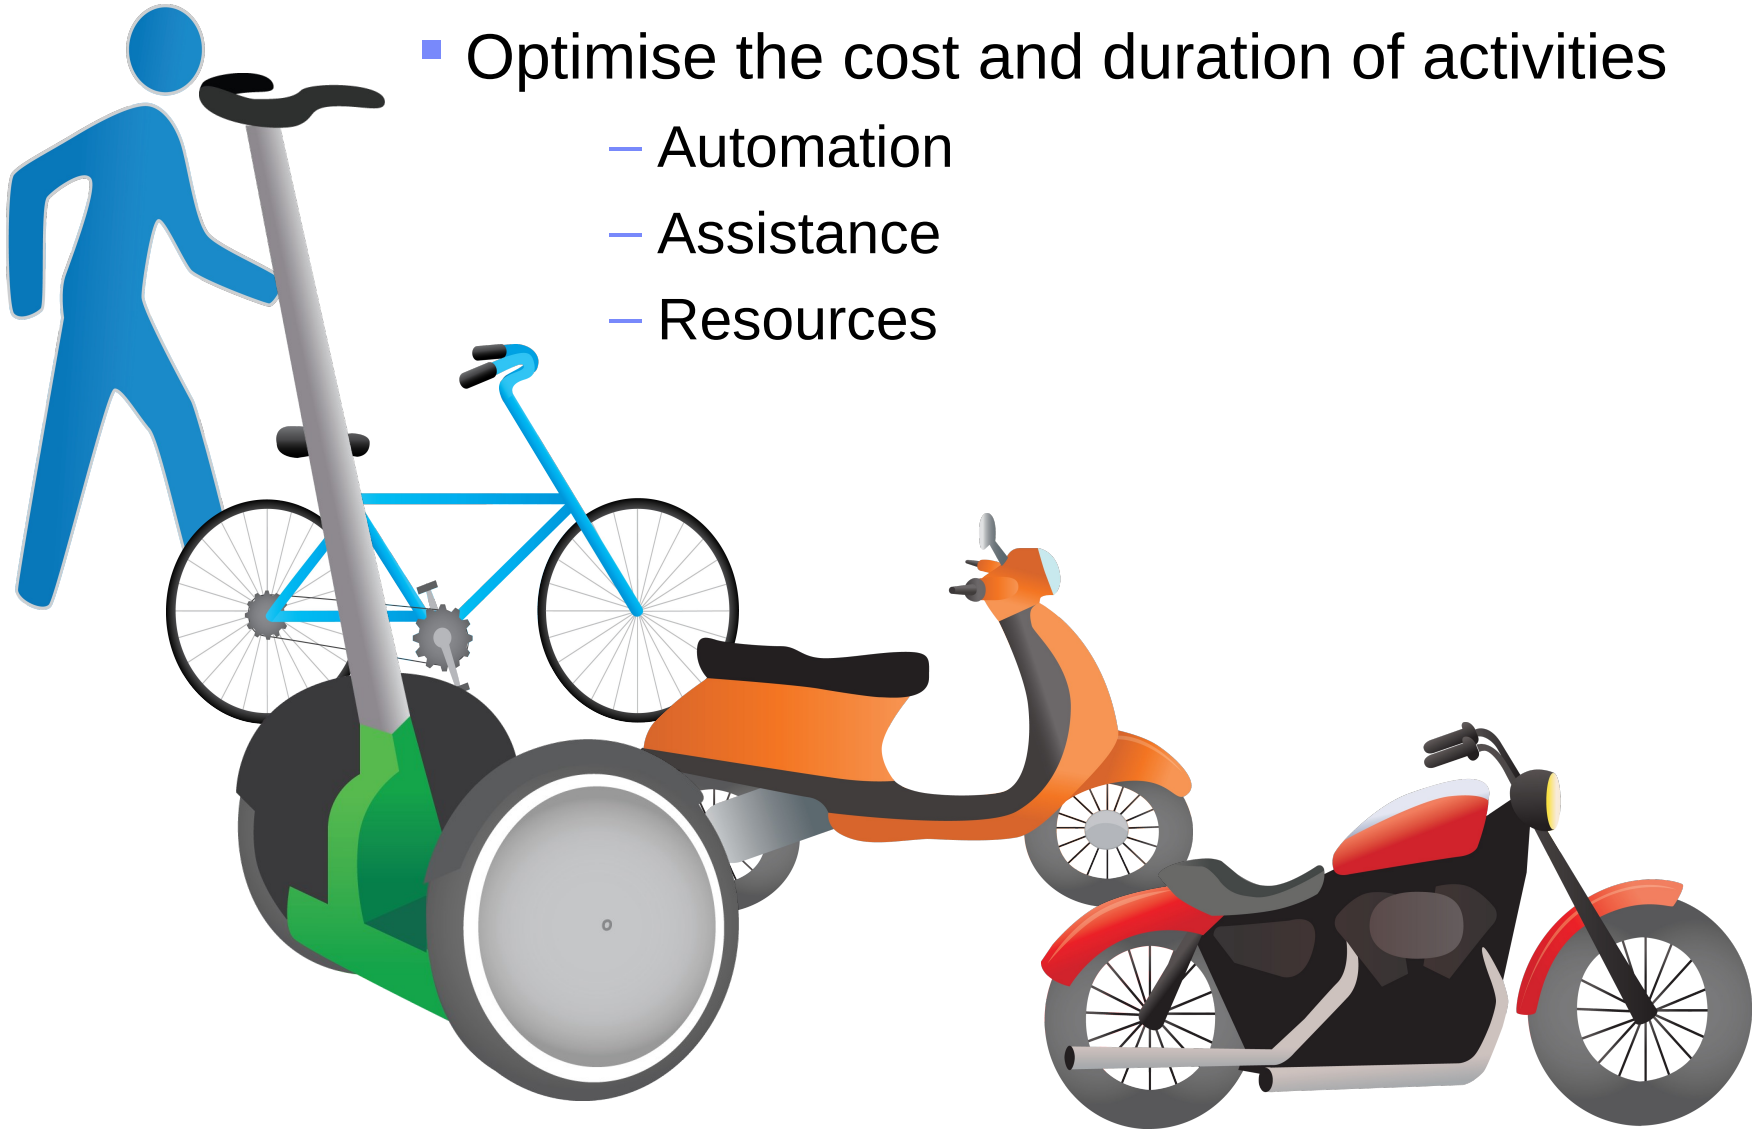 Optimise the cost and duration of activities
– Automation
– Assistance
– Resources